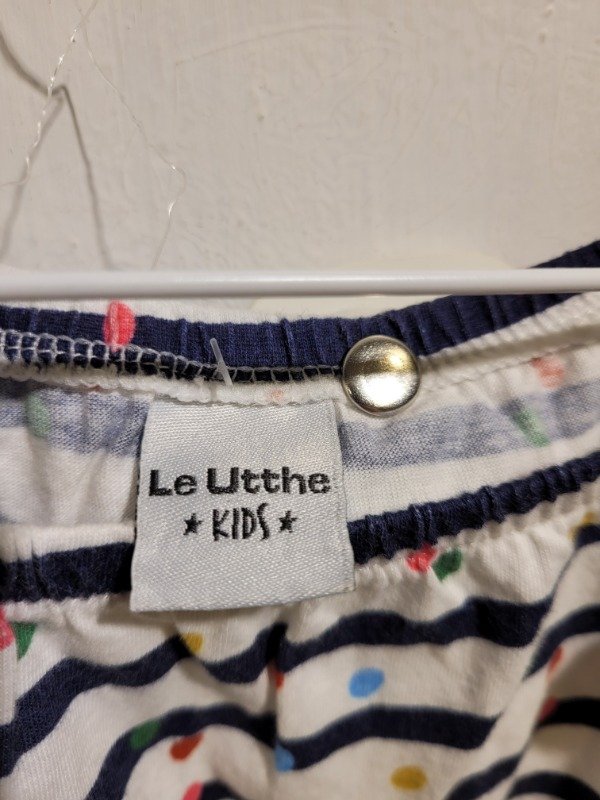 Le Utthe
★ KIDS ★